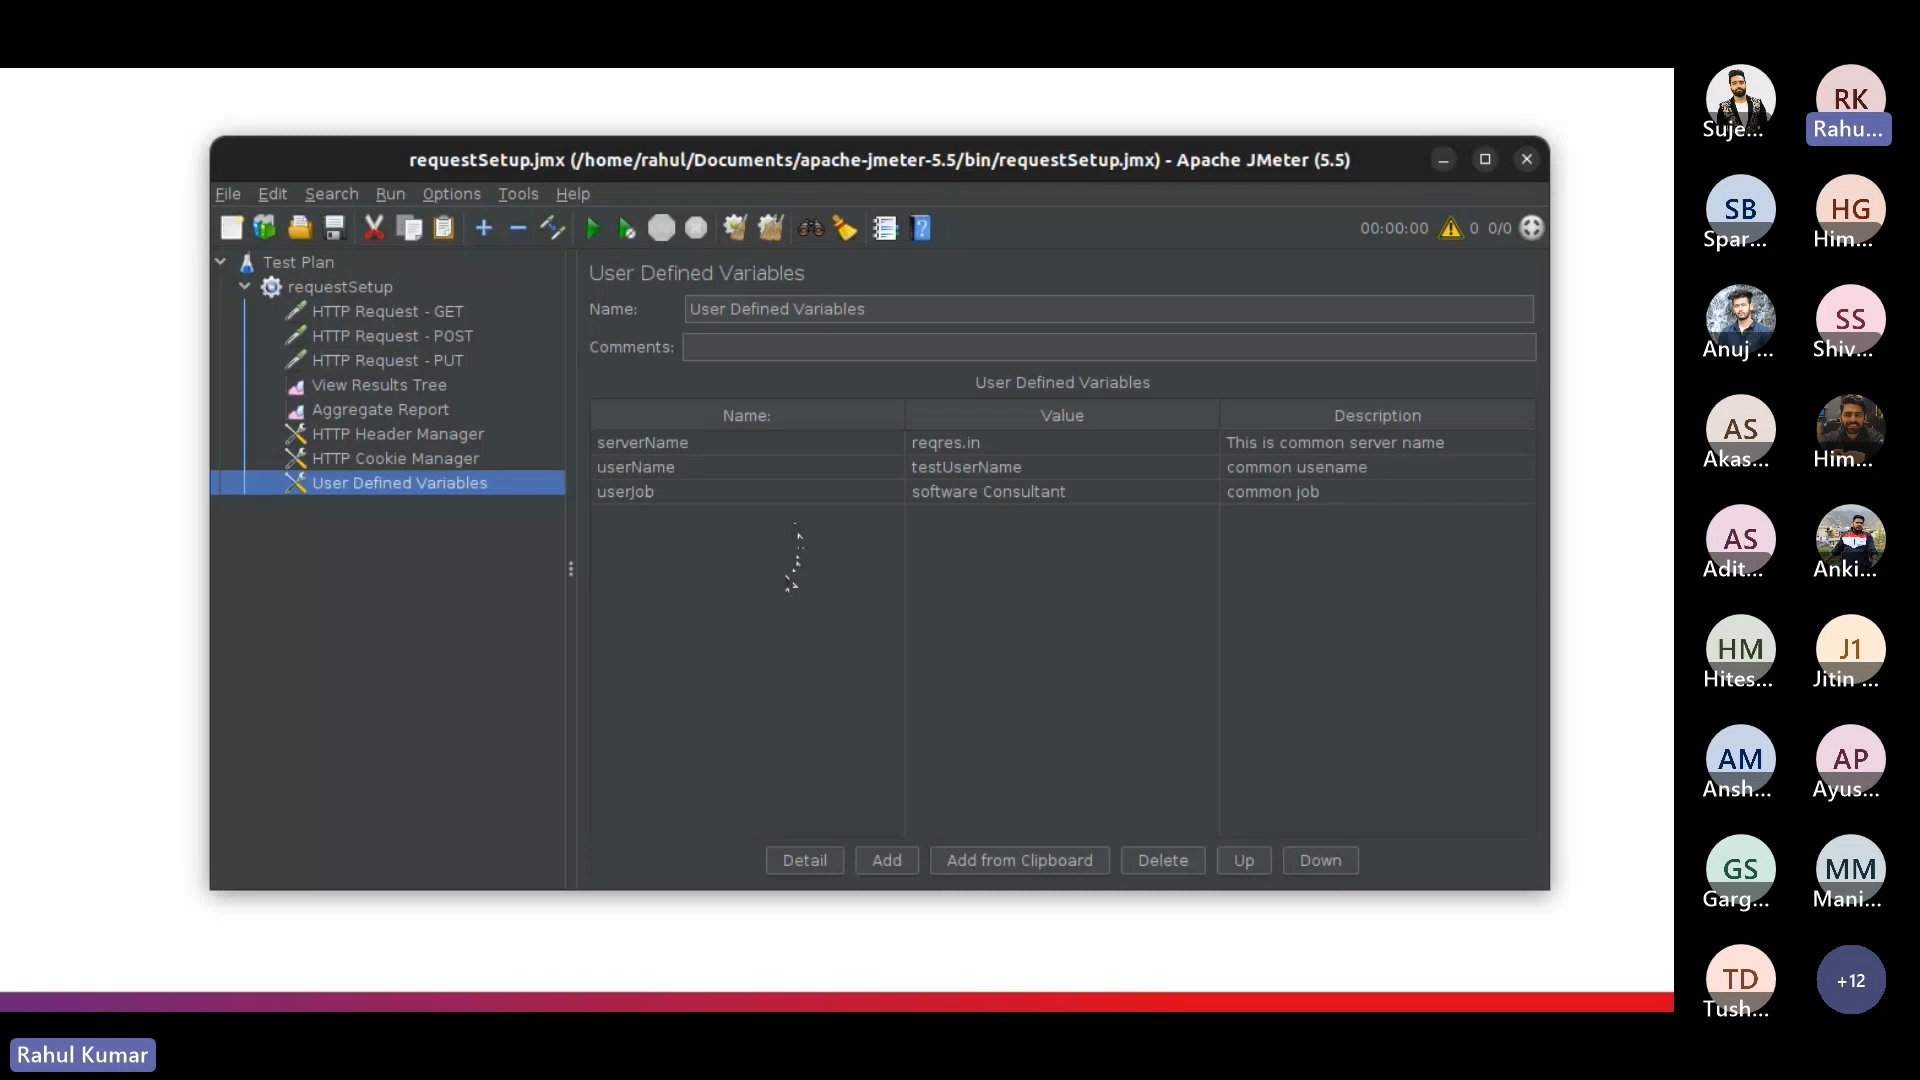 requestSetup.jmx (/home/rahul/Documents/apache-jmeter-5.5/bin/requestSetup.jmx) - Apache JMeter (5.5)
File Edit Search Run Options Tools Help
00:00:00 0 0/0
Test Plan
requestSetup
HTTP Request - GET
HTTP Request - POST
HTTP Request - PUT
View Results Tree
Aggregate Report
HTTP Header Manager
HTTP Cookie Manager
User Defined Variables
User Defined Variables
Name: User Defined Variables
Comments:
User Defined Variables
Name: Value Description
serverName reqres.in This is common server name
userName testUserName common usename
userJob software Consultant common job
Detail Add Add from Clipboard Delete Up Down
Suje...
RK
Rahu...
SB
Spar...
HG
Him...
Anuj ...
SS
Shiv...
AS
Akas...
Him...
AS
Adit...
Anki...
HM
Hites...
J1
Jitin ...
AM
Ansh...
AP
Ayus...
GS
Garg...
MM
Mani...
TD
Tush...
+12
Rahul Kumar